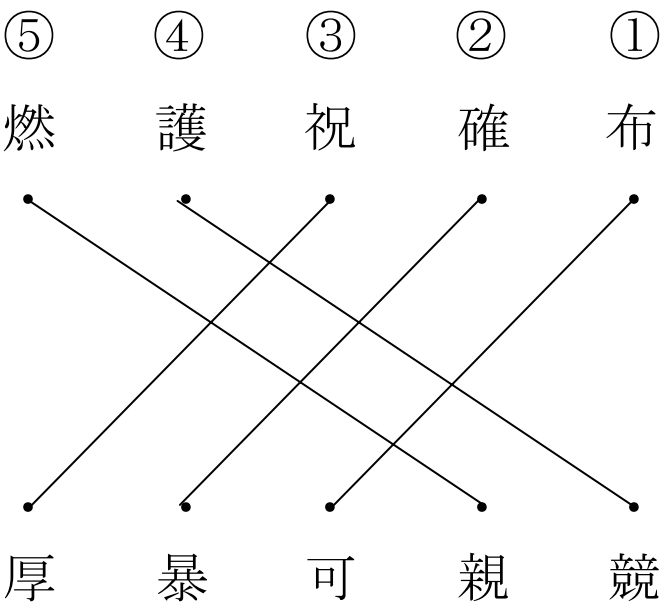 ⑤ ④ ③ ② ①
燃 護 祝 確 布
厚 暴 可 親 競